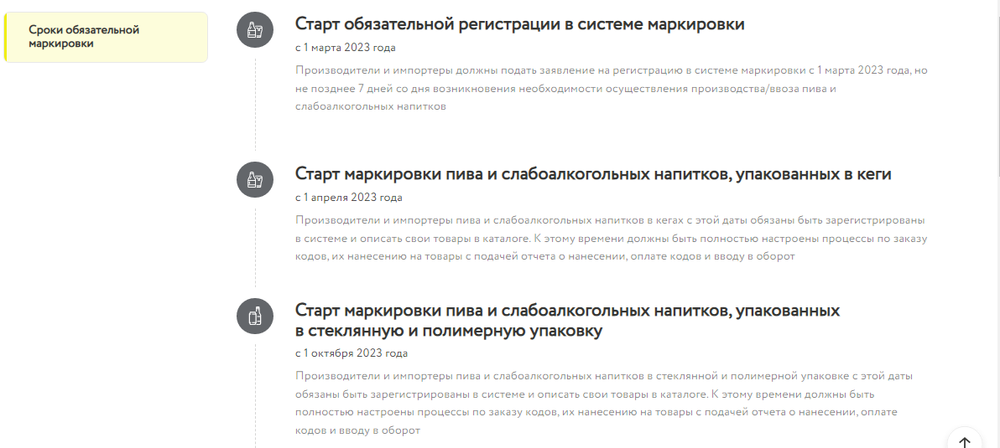 Сроки обязательной
маркировки
Старт обязательной регистрации в системе маркировки
с 1 марта 2023 года
Производители и импортеры должны подать заявление на регистрацию в системе маркировки с 1 марта 2023 года, но
не позднее 7 дней со дня возникновения необходимости осуществления производства/ввоза пива и
слабоалкогольных напитков
Старт маркировки пива и слабоалкогольных напитков, упакованных в кеги
с 1 апреля 2023 года
Производители и импортеры пива и слабоалкогольных напитков в кегах с этой даты обязаны быть зарегистрированы
в системе и описать свои товары в каталоге. К этому времени должны быть полностью настроены процессы по заказу
кодов, их нанесению на товары с подачей отчета о нанесении, оплате кодов и вводу в оборот
Старт маркировки пива и слабоалкогольных напитков, упакованных
в стеклянную и полимерную упаковку
с 1 октября 2023 года
Производители и импортеры пива и слабоалкогольных напитков в стеклянной и полимерной упаковке с этой даты
обязаны быть зарегистрированы в системе и описать свои товары в каталоге. К этому времени должны быть
полностью настроены процессы по заказу кодов, их нанесению на товары с подачей отчета о нанесении, оплате
кодов и вводу в оборот